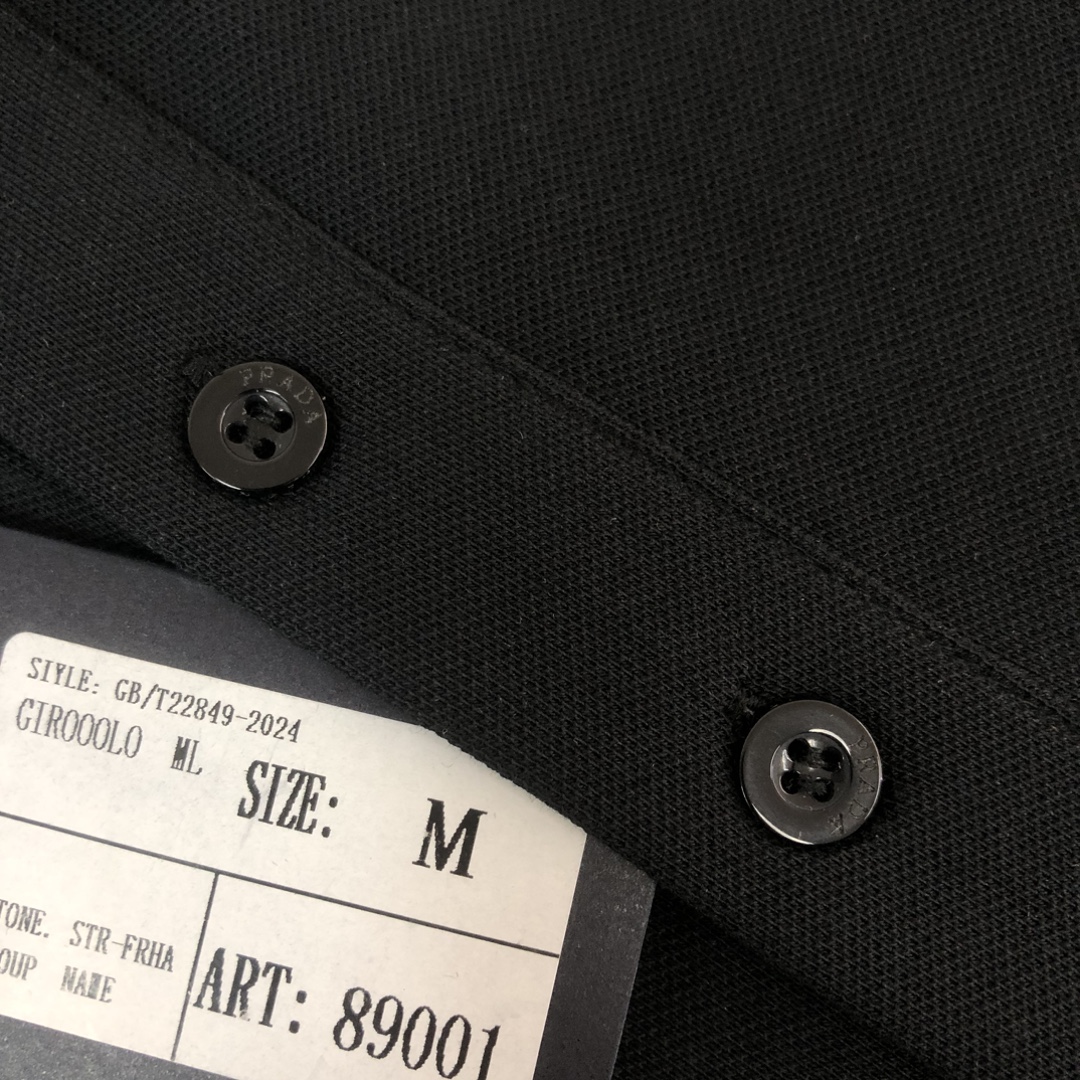 PRADA
PRADA
STYLE: GB/T22849-2024
GIROOOLO ML
SIZE: M
TONE. STR-FRHA
OUP NAME
ART: 89001